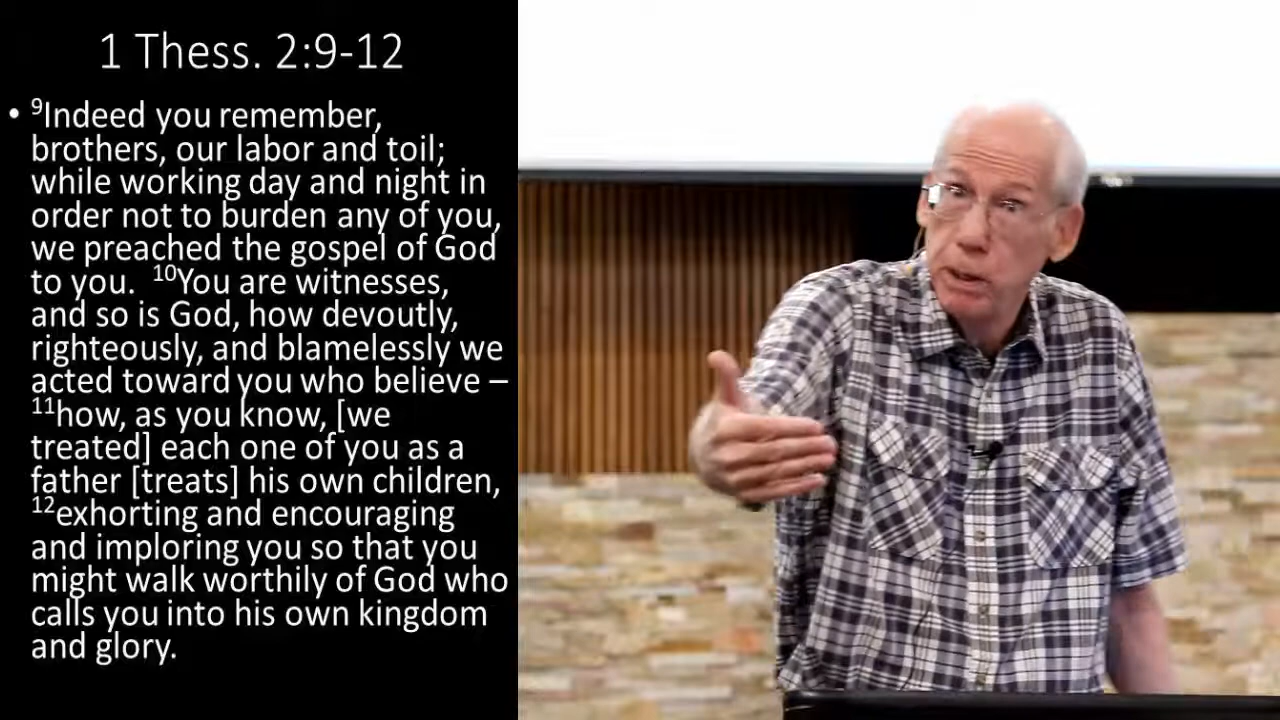 1 Thess. 2:9-12
• ⁹Indeed you remember,
brothers, our labor and toil;
while working day and night in
order not to burden any of you,
we preached the gospel of God
to you. ¹⁰You are witnesses,
and so is God, how devoutly,
righteously, and blamelessly we
acted toward you who believe –
¹¹how, as you know, [we
treated] each one of you as a
father [treats] his own children,
¹²exhorting and encouraging
and imploring you so that you
might walk worthily of God who
calls you into his own kingdom
and glory.